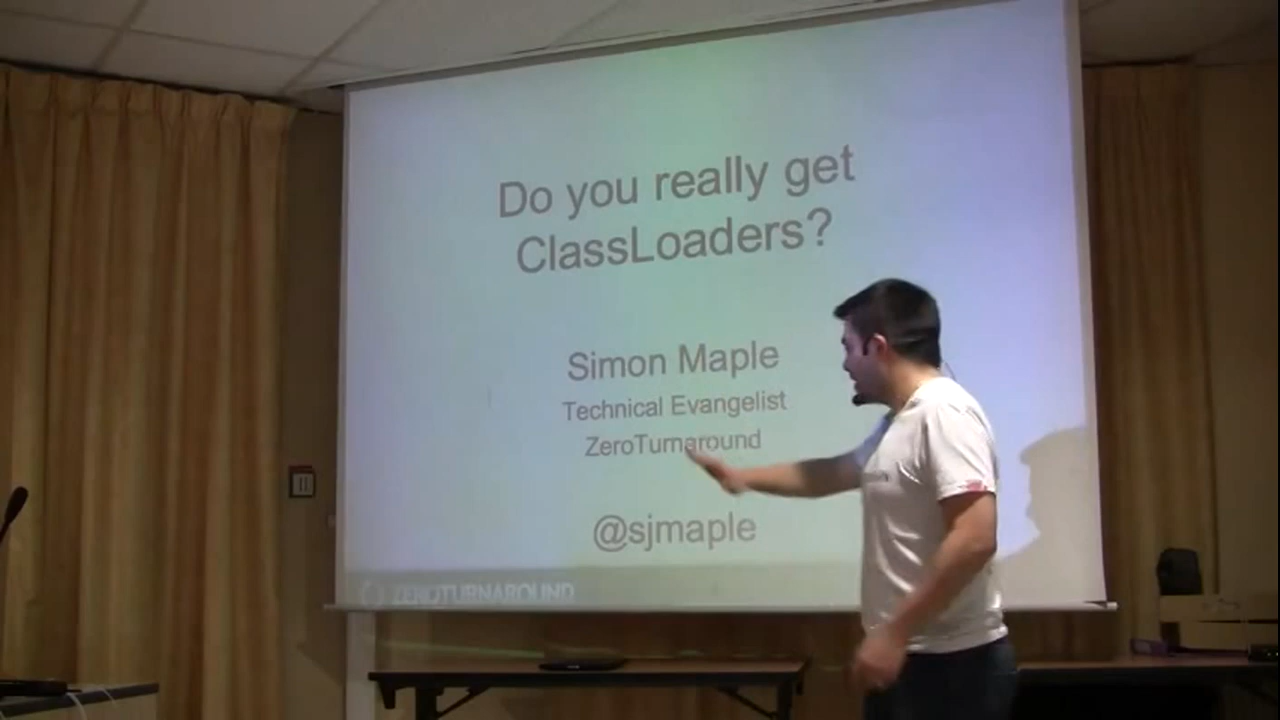 Do you really get
ClassLoaders?
Simon Maple
Technical Evangelist
ZeroTurnaround
@sjmaple
ZEROTURNAROUND